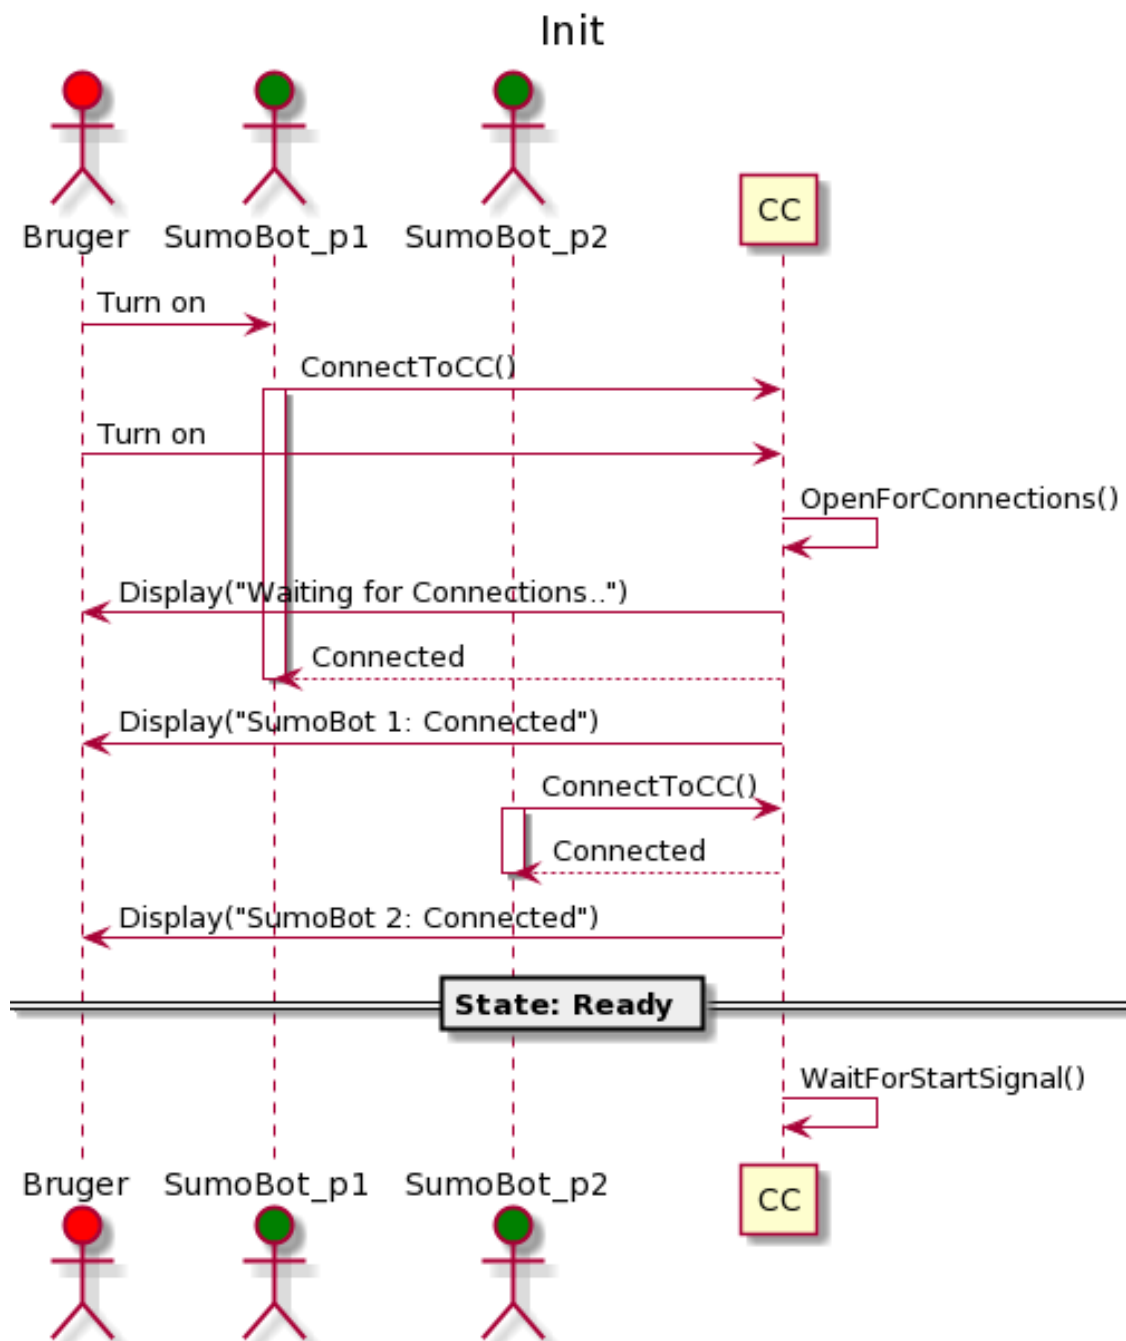 Init
Bruger
SumoBot_p1
SumoBot_p2
CC
Turn on
ConnectToCC()
Turn on
OpenForConnections()
Display("Waiting for Connections..")
Connected
Display("SumoBot 1: Connected")
ConnectToCC()
Connected
Display("SumoBot 2: Connected")
State: Ready
WaitForStartSignal()
Bruger
SumoBot_p1
SumoBot_p2
CC